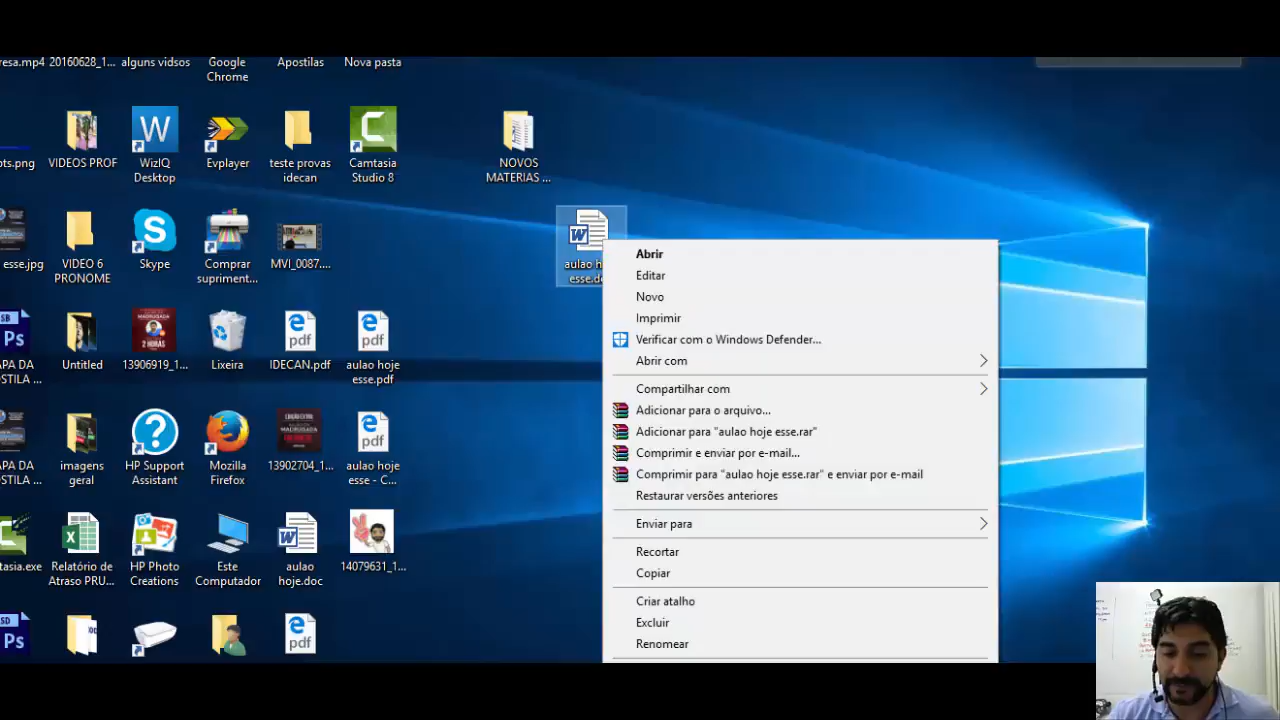 resa.mp4
20160628_1...
alguns vidsos
Google
Chrome
Apostilas
Nova pasta
ots.png
VIDEOS PROF
WizIQ
Desktop
Evplayer
teste provas
idecan
Camtasia
Studio 8
NOVOS
MATERIAS ...
esse.jpg
VIDEO 6
PRONOME
Skype
Comprar
supriment...
MVI_0087....
aulao h
esse.do
APA DA
OSTILA ...
Untitled
13906919_1...
Lixeira
IDECAN.pdf
aulao hoje
esse.pdf
APA DA
OSTILA ...
imagens
geral
HP Support
Assistant
Mozilla
Firefox
13902704_1...
aulao hoje
esse - C...
tasia.exe
Relatório de
Atraso PRU...
HP Photo
Creations
Este
Computador
aulao
hoje.doc
14079631_1...
Abrir
Editar
Novo
Imprimir
Verificar com o Windows Defender...
Abrir com
Compartilhar com
Adicionar para o arquivo...
Adicionar para "aulao hoje esse.rar"
Comprimir e enviar por e-mail...
Comprimir para "aulao hoje esse.rar" e enviar por e-mail
Restaurar versões anteriores
Enviar para
Recortar
Copiar
Criar atalho
Excluir
Renomear